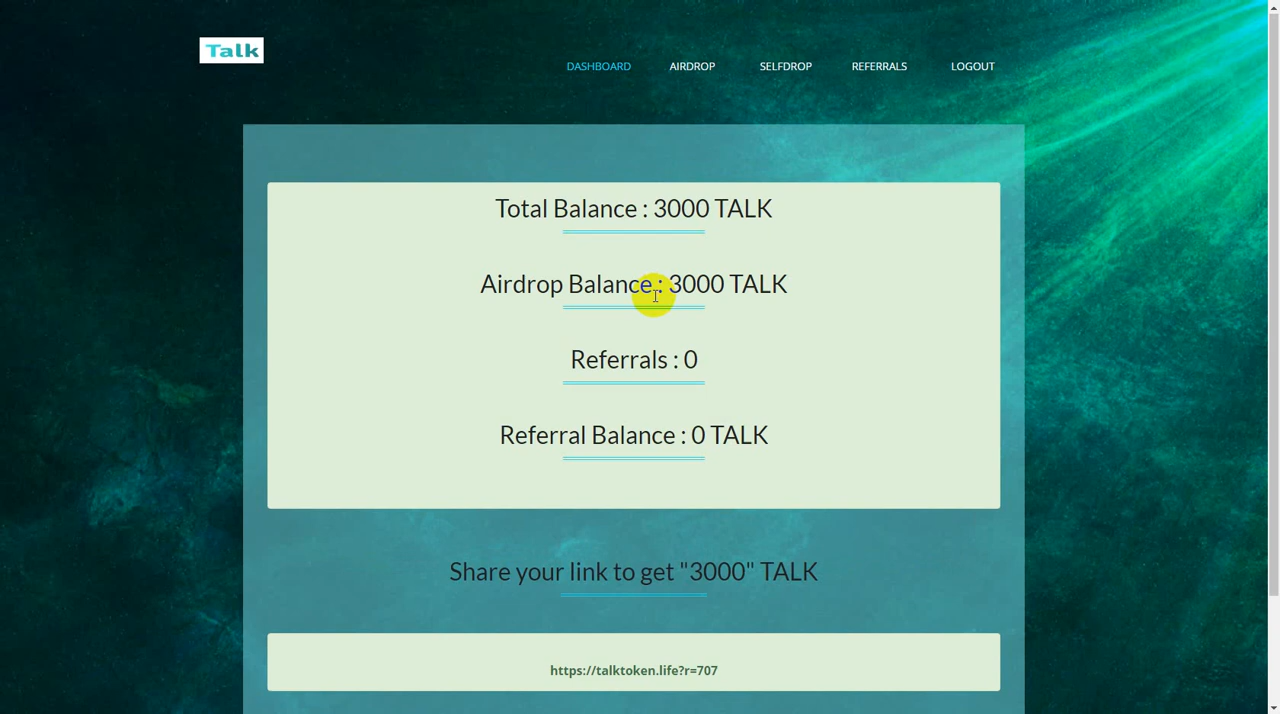 Talk
DASHBOARD AIRDROP SELFDROP REFERRALS LOGOUT
Total Balance : 3000 TALK
Airdrop Balance : 3000 TALK
Referrals : 0
Referral Balance : 0 TALK
Share your link to get "3000" TALK
https://talktoken.life?r=707